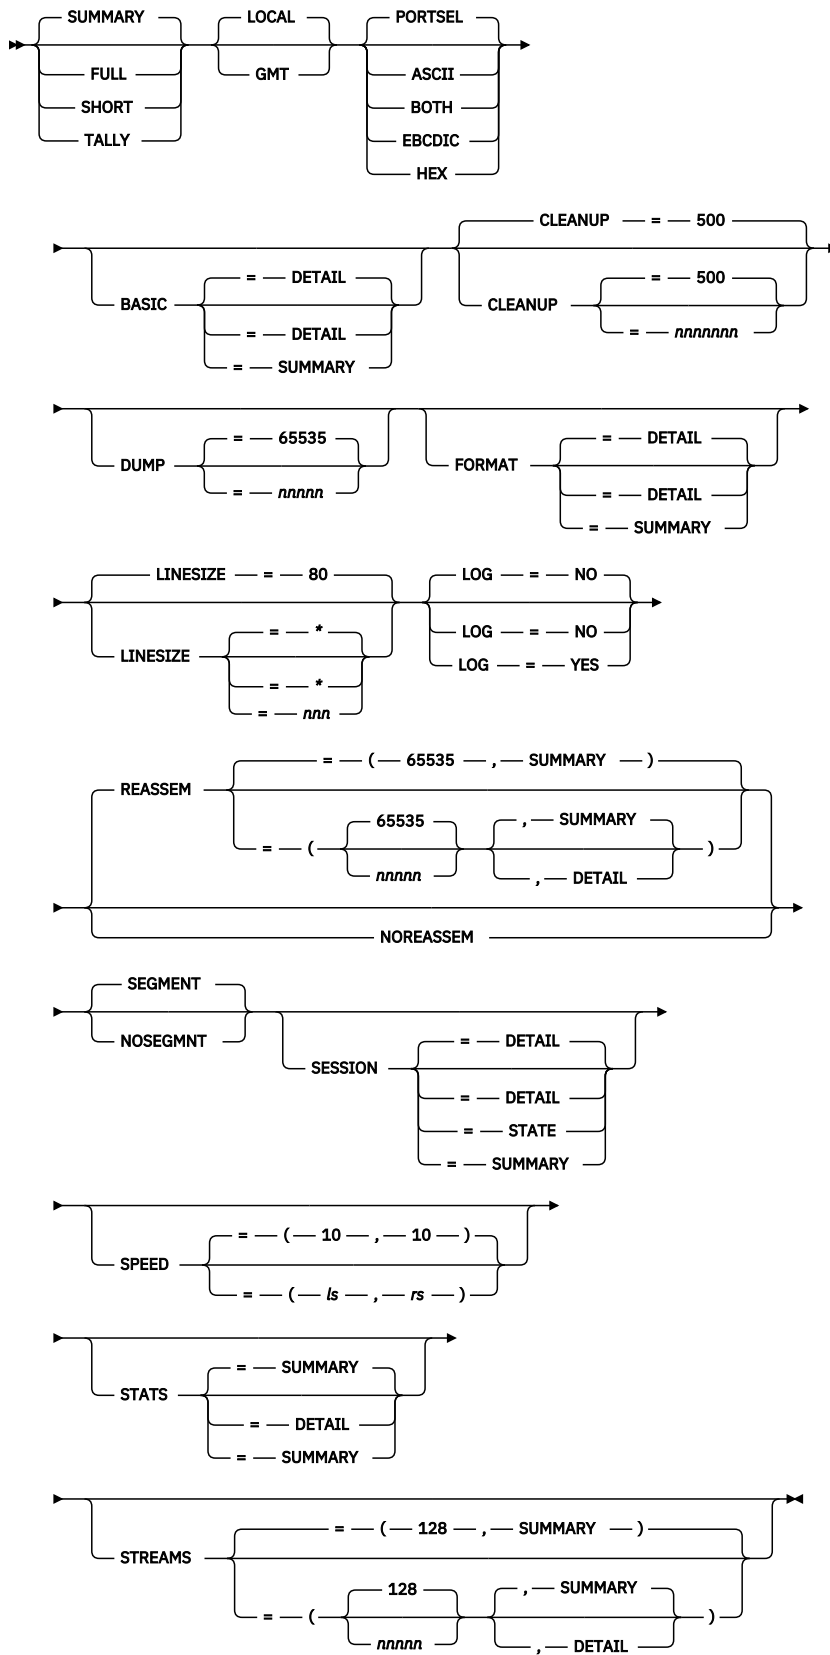 SUMMARY LOCAL PORTSEL
FULL GMT ASCII
SHORT BOTH
TALLY EBCDIC
HEX
CLEANUP = 500
= DETAIL = 500
BASIC CLEANUP
= DETAIL = nnnnnnn
= SUMMARY
= 65535 = DETAIL
DUMP FORMAT
= nnnnn = DETAIL
= SUMMARY
LINESIZE = 80 LOG = NO
= * LOG = NO
LINESIZE LOG = YES
= *
= nnn
= ( 65535 , SUMMARY )
REASSEM
65535 , SUMMARY
= ( )
nnnnn , DETAIL
NOREASSEM
SEGMENT
NOSEGMNT = DETAIL
SESSION
= DETAIL
= STATE
= SUMMARY
= ( 10 , 10 )
SPEED
= ( ls , rs )
= SUMMARY
STATS
= DETAIL
= SUMMARY
= ( 128 , SUMMARY )
STREAMS
128 , SUMMARY
= ( )
nnnnn , DETAIL